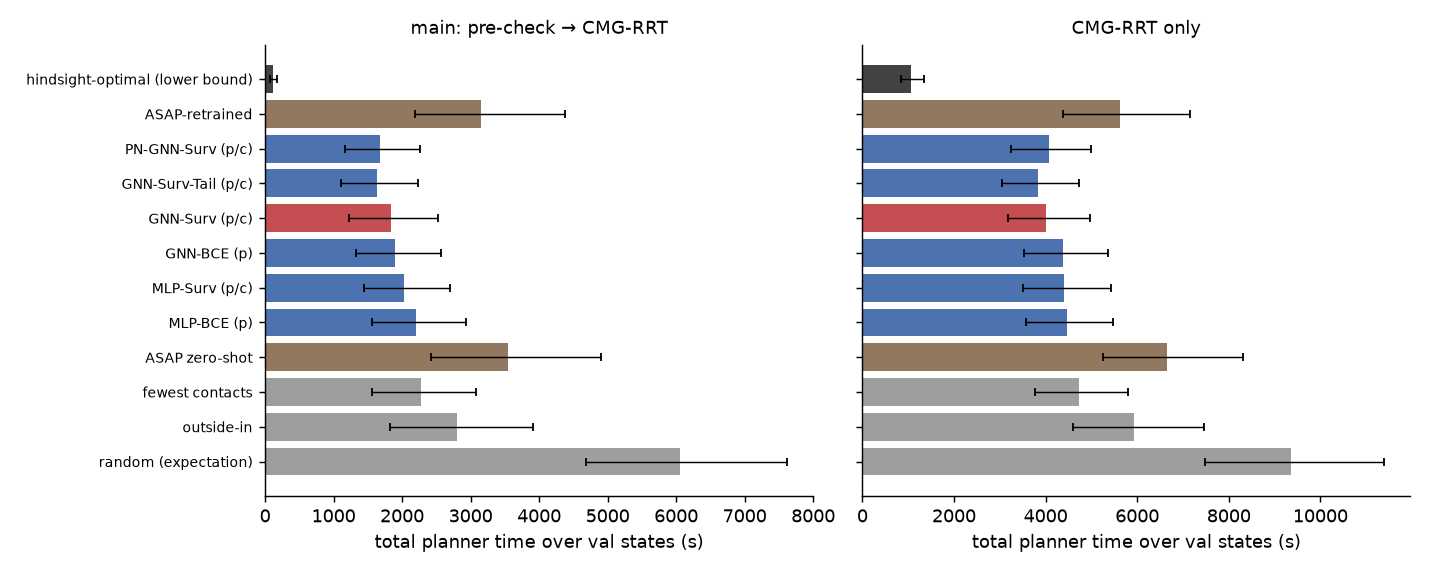 main: pre-check → CMG-RRT
CMG-RRT only
hindsight-optimal (lower bound)
ASAP-retrained
PN-GNN-Surv (p/c)
GNN-Surv-Tail (p/c)
GNN-Surv (p/c)
GNN-BCE (p)
MLP-Surv (p/c)
MLP-BCE (p)
ASAP zero-shot
fewest contacts
outside-in
random (expectation)
0 1000 2000 3000 4000 5000 6000 7000 8000
0 2000 4000 6000 8000 10000
total planner time over val states (s)
total planner time over val states (s)